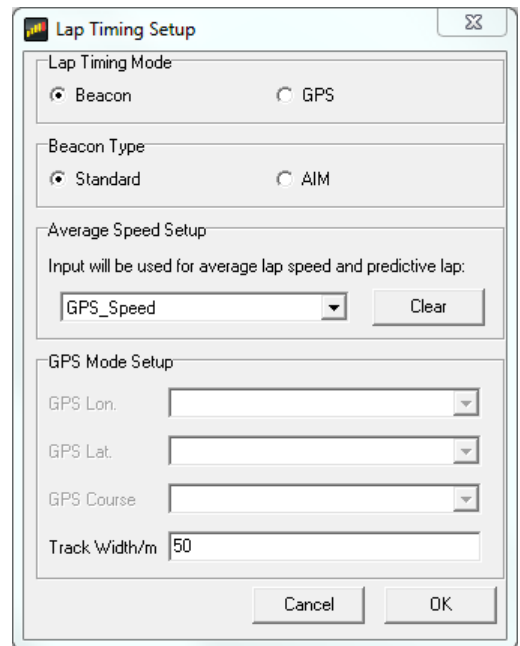 Lap Timing Setup
Lap Timing Mode
Beacon GPS
Beacon Type
Standard AIM
Average Speed Setup
Input will be used for average lap speed and predictive lap:
GPS_Speed Clear
GPS Mode Setup
GPS Lon.
GPS Lat.
GPS Course
Track Width/m 50
Cancel OK